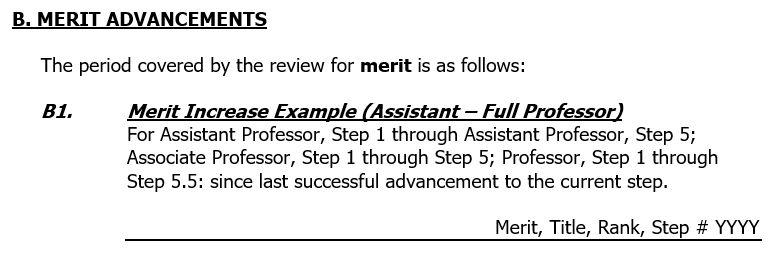 B. MERIT ADVANCEMENTS
The period covered by the review for merit is as follows:
B1. Merit Increase Example (Assistant – Full Professor)
For Assistant Professor, Step 1 through Assistant Professor, Step 5;
Associate Professor, Step 1 through Step 5; Professor, Step 1 through
Step 5.5: since last successful advancement to the current step.
Merit, Title, Rank, Step # YYYY